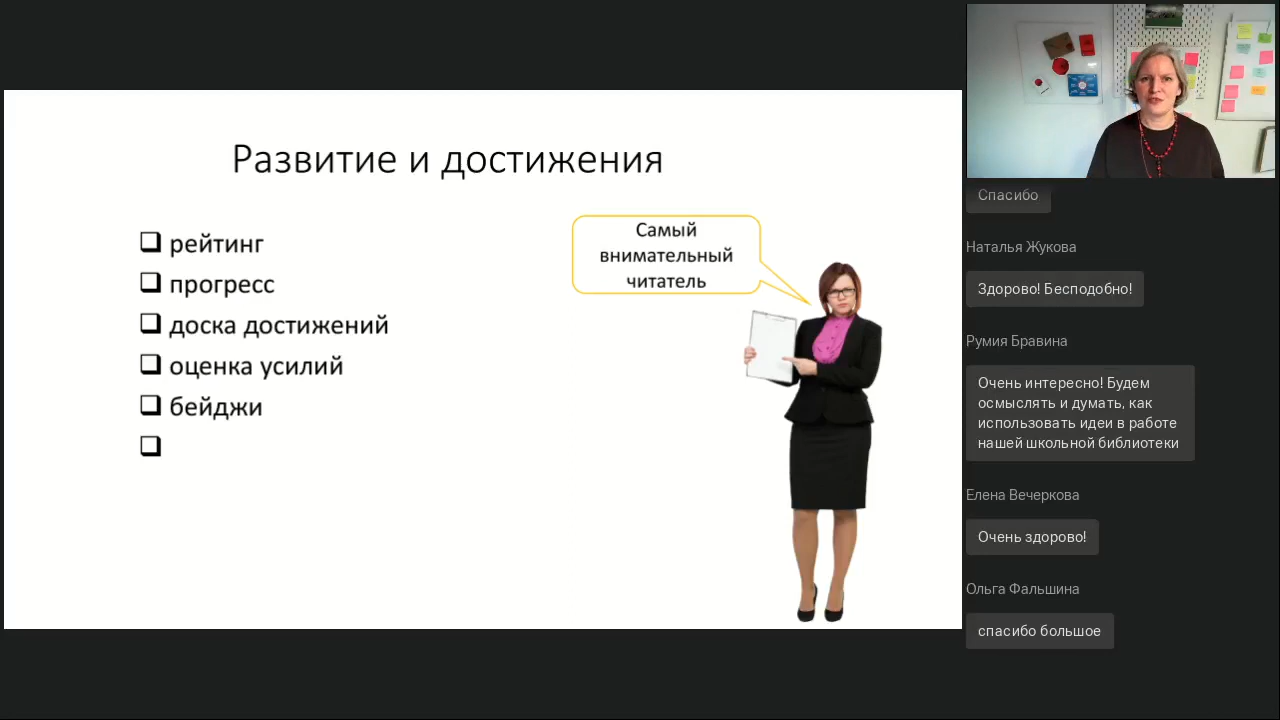 Развитие и достижения
рейтинг
прогресс
доска достижений
оценка усилий
бейджи
Самый
внимательный
читатель
Спасибо
Наталья Жукова
Здорово! Бесподобно!
Румия Бравина
Очень интересно! Будем
осмыслять и думать, как
использовать идеи в работе
нашей школьной библиотеки
Елена Вечеркова
Очень здорово!
Ольга Фальшина
спасибо большое